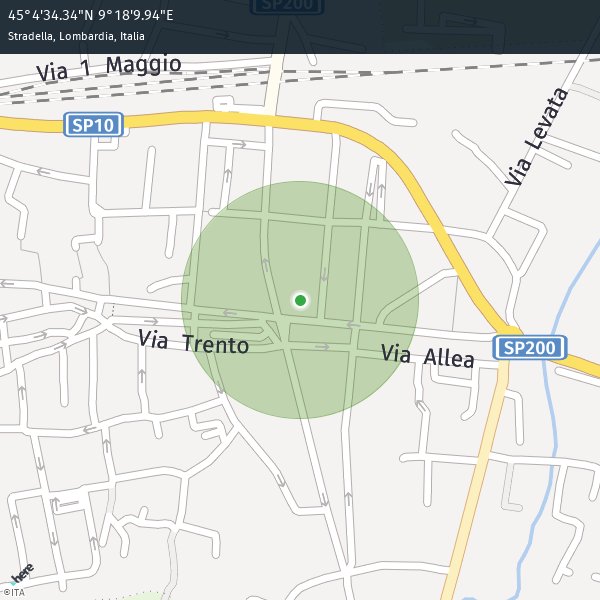 SP200
45°4'34.34"N 9°18'9.94"E
Stradella, Lombardia, Italia
Via 1 Maggio
SP10
Via Levata
Via Trento
Via Allea
SP200
here
©ITA